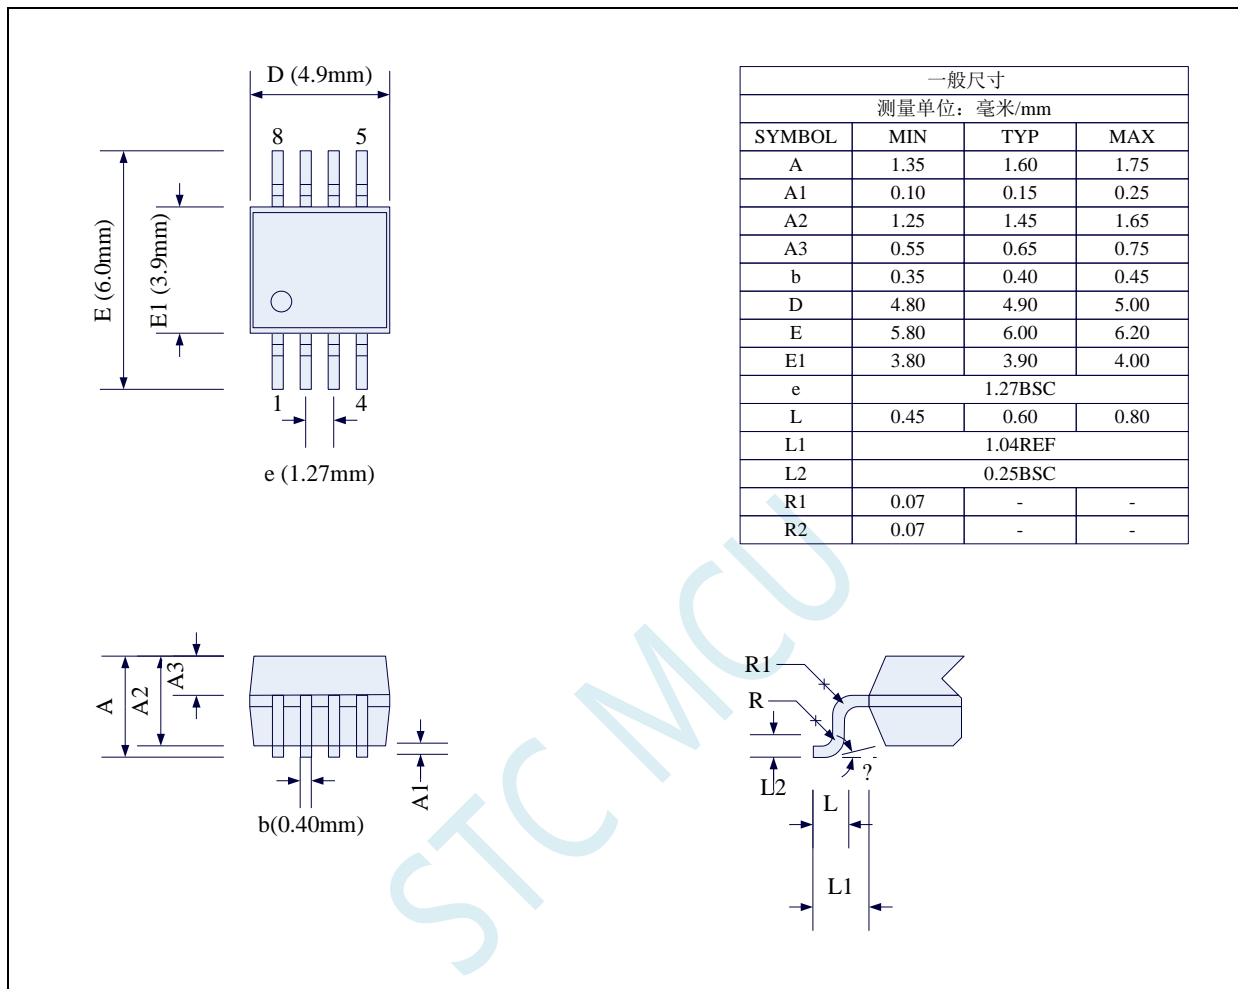 D (4.9mm)
8 5
E (6.0mm)
E1 (3.9mm)
1 4
e (1.27mm)
一般尺寸
测量单位：毫米/mm
SYMBOL MIN TYP MAX
A 1.35 1.60 1.75
A1 0.10 0.15 0.25
A2 1.25 1.45 1.65
A3 0.55 0.65 0.75
b 0.35 0.40 0.45
D 4.80 4.90 5.00
E 5.80 6.00 6.20
E1 3.80 3.90 4.00
e 1.27BSC
L 0.45 0.60 0.80
L1 1.04REF
L2 0.25BSC
R1 0.07 - -
R2 0.07 - -
A
A2
A3
A1
b(0.40mm)
R1
R
L2
?
L
L1
STC MCU